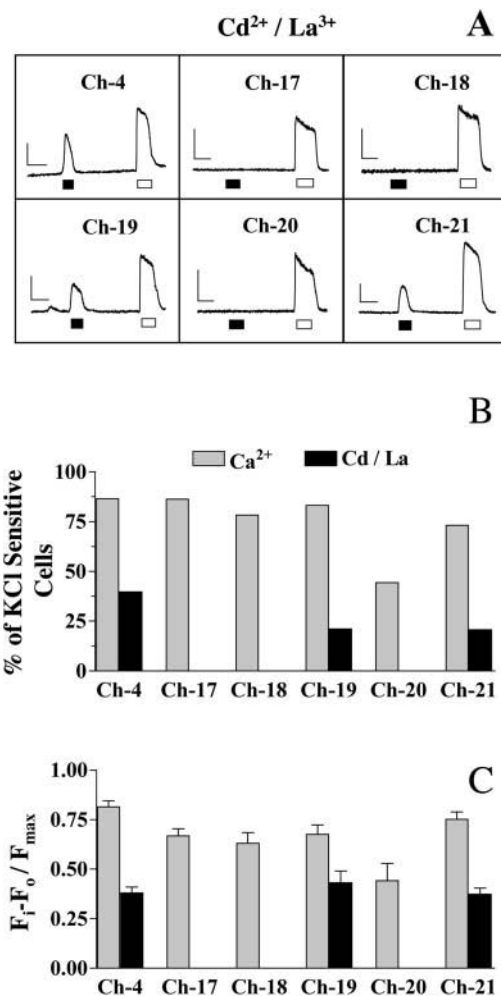 Cd²⁺ / La³⁺ A
Ch-4 Ch-17 Ch-18
Ch-19 Ch-20 Ch-21
B
Ca²⁺ Cd / La
% of KCl Sensitive
Cells
100
75
50
25
0
Ch-4 Ch-17 Ch-18 Ch-19 Ch-20 Ch-21
C
Fᵢ-Fₒ / Fₘₐₓ
1.00
0.75
0.50
0.25
0.00
Ch-4 Ch-17 Ch-18 Ch-19 Ch-20 Ch-21